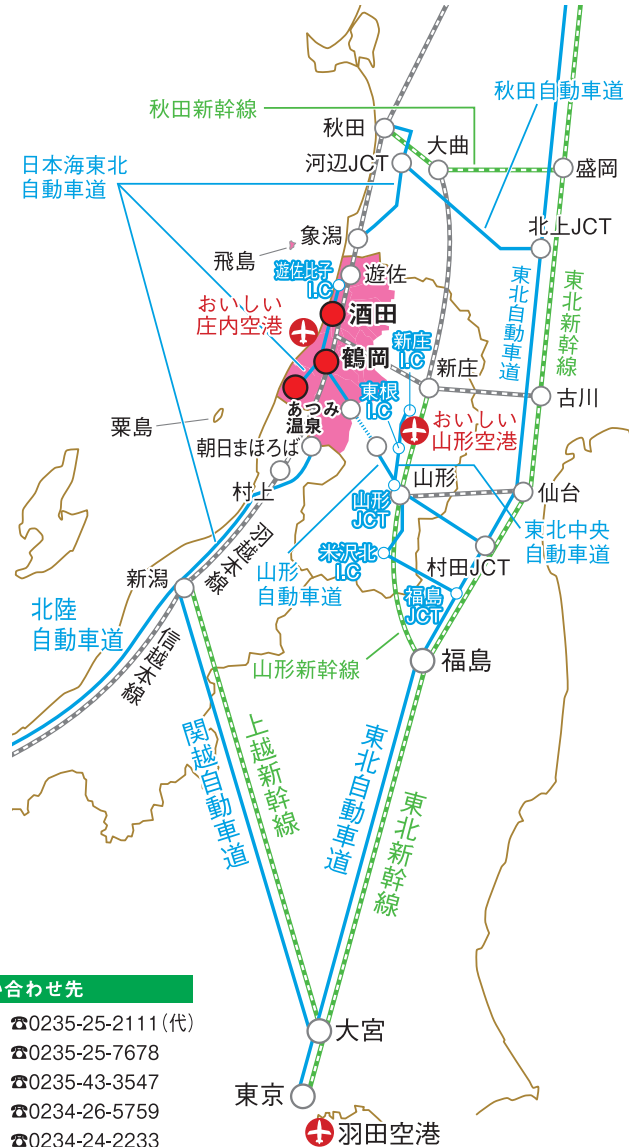 秋田新幹線
秋田自動車道
秋田
大曲
日本海東北
自動車道
河辺JCT
盛岡
北上JCT
象潟
飛島
遊佐比子
I.C
遊佐
おいしい
庄内空港
酒田
東北自動車道
東北新幹線
鶴岡
新庄
I.C
新庄
東根
I.C
古川
あつみ
温泉
おいしい
山形空港
粟島
朝日まほろば
村上
山形
山形
JCT
仙台
東北中央
自動車道
羽越本線
米沢北
I.C
村田JCT
山形
自動車道
新潟
福島
JCT
北陸
自動車道
信越本線
山形新幹線
福島
関越自動車道
上越新幹線
東北自動車道
東北新幹線
い合わせ先
☎0235-25-2111(代)
☎0235-25-7678
☎0235-43-3547
☎0234-26-5759
☎0234-24-2233
大宮
東京
羽田空港